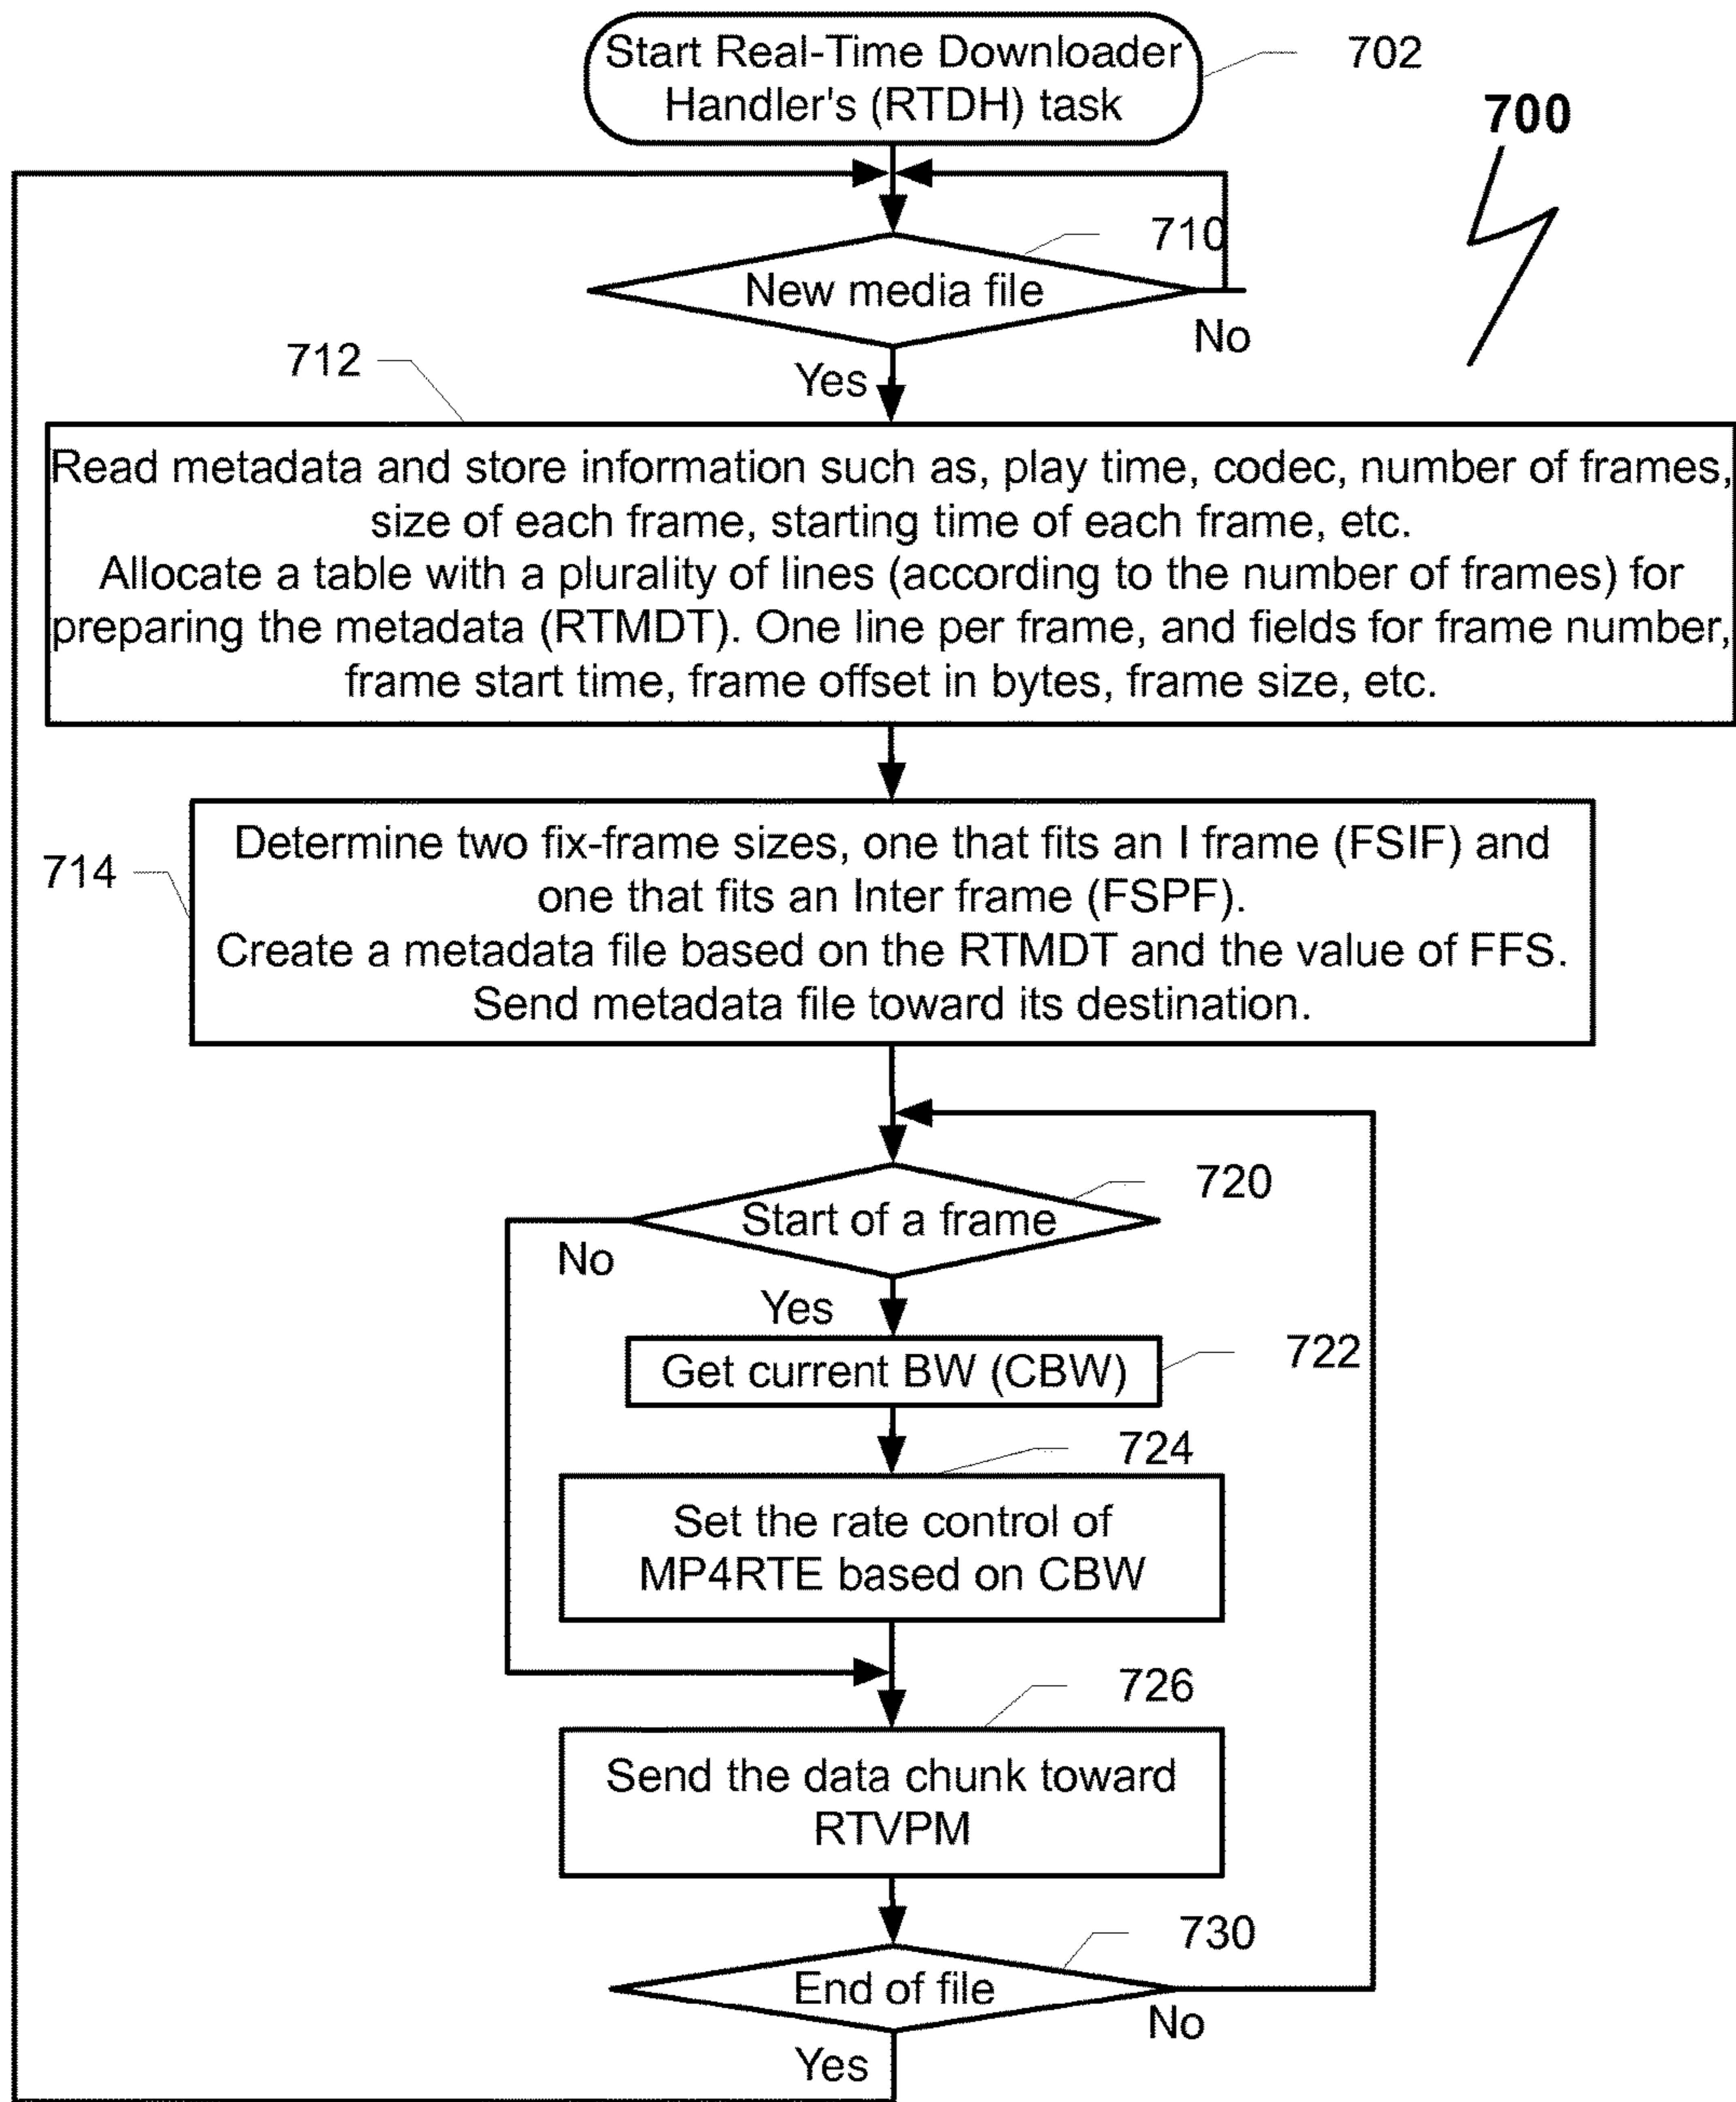 Start Real-Time Downloader
Handler's (RTDH) task
702
700
710
New media file
No
Yes
712
Read metadata and store information such as, play time, codec, number of frames,
size of each frame, starting time of each frame, etc.
Allocate a table with a plurality of lines (according to the number of frames) for
preparing the metadata (RTMDT). One line per frame, and fields for frame number,
frame start time, frame offset in bytes, frame size, etc.
714
Determine two fix-frame sizes, one that fits an I frame (FSIF) and
one that fits an Inter frame (FSPF).
Create a metadata file based on the RTMDT and the value of FFS.
Send metadata file toward its destination.
720
Start of a frame
No
Yes
722
Get current BW (CBW)
724
Set the rate control of
MP4RTE based on CBW
726
Send the data chunk toward
RTVPM
730
End of file
No
Yes